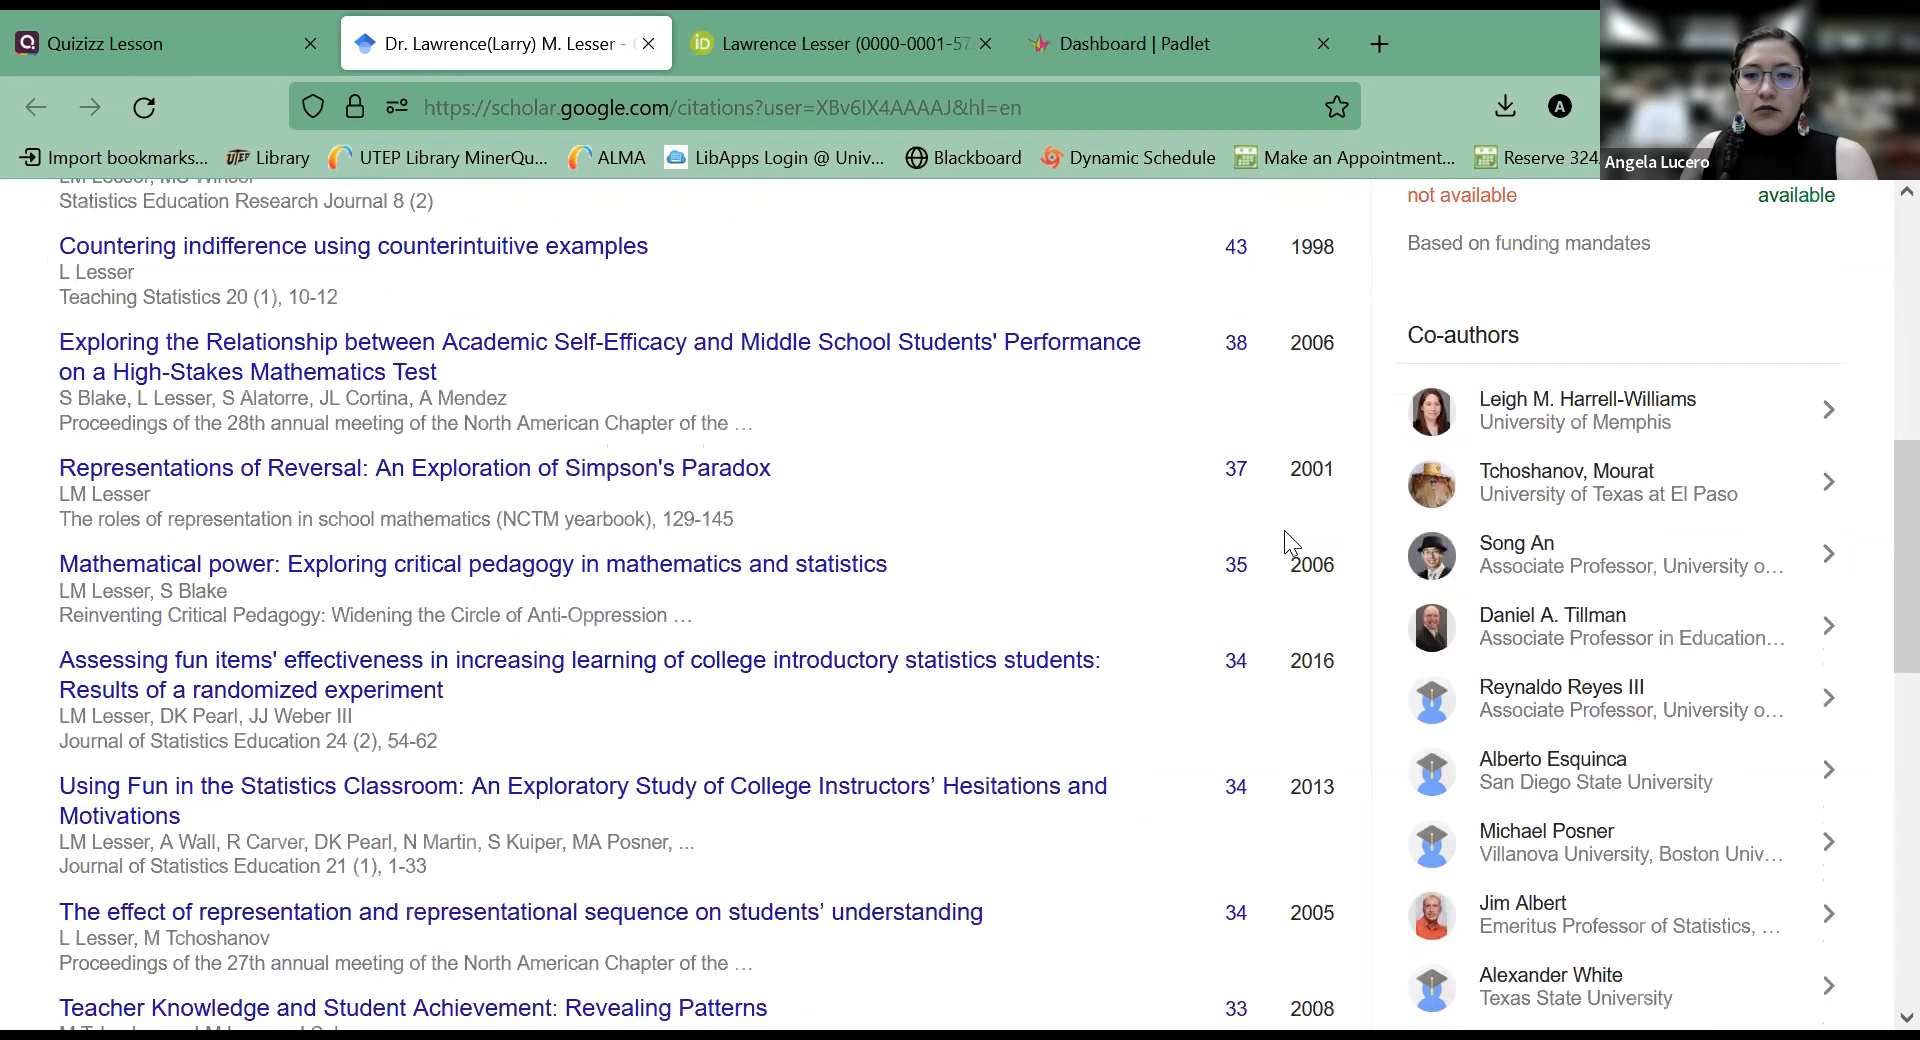 Quizizz Lesson
Dr. Lawrence(Larry) M. Lesser -
Lawrence Lesser (0000-0001-57
Dashboard | Padlet
https://scholar.google.com/citations?user=XBv6IX4AAAAJ&hl=en
A
Import bookmarks...
UTEP Library
UTEP Library MinerQu...
ALMA
LibApps Login @ Univ...
Blackboard
Dynamic Schedule
Make an Appointment...
Reserve 324
Angela Lucero
Statistics Education Research Journal 8 (2)
Countering indifference using counterintuitive examples 43 1998
L Lesser
Teaching Statistics 20 (1), 10-12
Exploring the Relationship between Academic Self-Efficacy and Middle School Students' Performance 38 2006
on a High-Stakes Mathematics Test
S Blake, L Lesser, S Alatorre, JL Cortina, A Mendez
Proceedings of the 28th annual meeting of the North American Chapter of the …
Representations of Reversal: An Exploration of Simpson's Paradox 37 2001
LM Lesser
The roles of representation in school mathematics (NCTM yearbook), 129-145
Mathematical power: Exploring critical pedagogy in mathematics and statistics 35 2006
LM Lesser, S Blake
Reinventing Critical Pedagogy: Widening the Circle of Anti-Oppression …
Assessing fun items' effectiveness in increasing learning of college introductory statistics students: 34 2016
Results of a randomized experiment
LM Lesser, DK Pearl, JJ Weber III
Journal of Statistics Education 24 (2), 54-62
Using Fun in the Statistics Classroom: An Exploratory Study of College Instructors’ Hesitations and 34 2013
Motivations
LM Lesser, A Wall, R Carver, DK Pearl, N Martin, S Kuiper, MA Posner, ...
Journal of Statistics Education 21 (1), 1-33
The effect of representation and representational sequence on students’ understanding 34 2005
L Lesser, M Tchoshanov
Proceedings of the 27th annual meeting of the North American Chapter of the …
Teacher Knowledge and Student Achievement: Revealing Patterns 33 2008
not available available
Based on funding mandates
Co-authors
Leigh M. Harrell-Williams
University of Memphis
Tchoshanov, Mourat
University of Texas at El Paso
Song An
Associate Professor, University o…
Daniel A. Tillman
Associate Professor in Education…
Reynaldo Reyes III
Associate Professor, University o…
Alberto Esquinca
San Diego State University
Michael Posner
Villanova University, Boston Univ…
Jim Albert
Emeritus Professor of Statistics, …
Alexander White
Texas State University